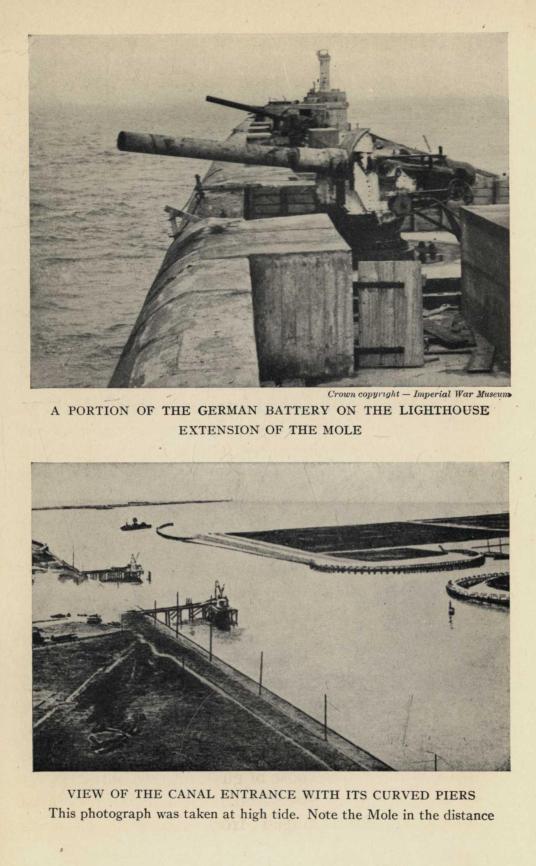 Crown copyright — Imperial War Museum
A PORTION OF THE GERMAN BATTERY ON THE LIGHTHOUSE
EXTENSION OF THE MOLE
VIEW OF THE CANAL ENTRANCE WITH ITS CURVED PIERS
This photograph was taken at high tide. Note the Mole in the distance